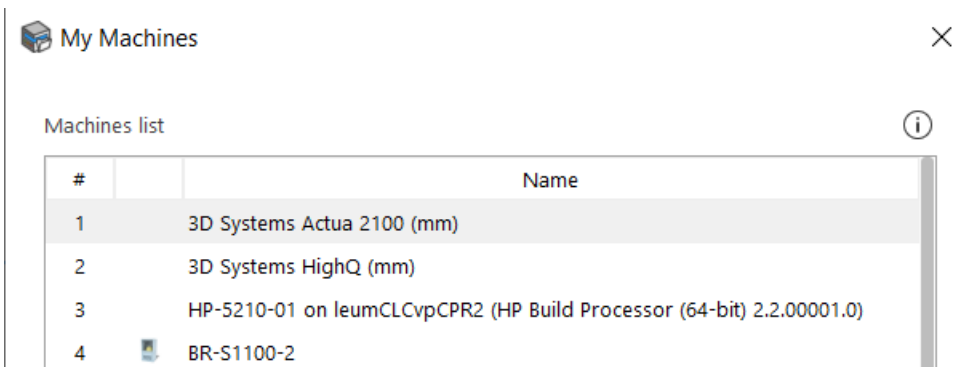 My Machines
Machines list
# Name
1 3D Systems Actua 2100 (mm)
2 3D Systems HighQ (mm)
3 HP-5210-01 on leumCLCvpCPR2 (HP Build Processor (64-bit) 2.2.00001.0)
4 BR-S1100-2